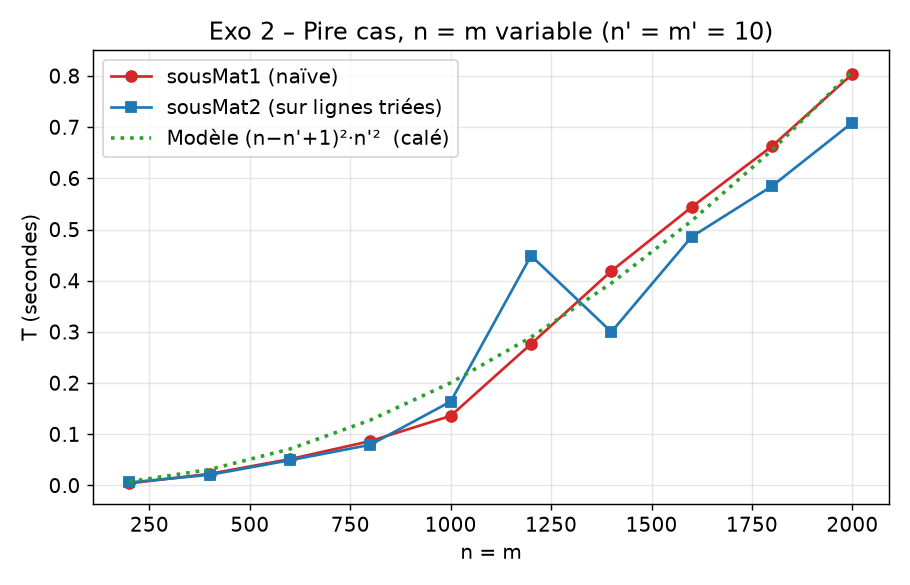 Exo 2 – Pire cas, n = m variable (n' = m' = 10)
sousMat1 (naïve)
sousMat2 (sur lignes triées)
Modèle (n−n'+1)²·n'² (calé)
T (secondes)
0.8
0.7
0.6
0.5
0.4
0.3
0.2
0.1
0.0
250 500 750 1000 1250 1500 1750 2000
n = m